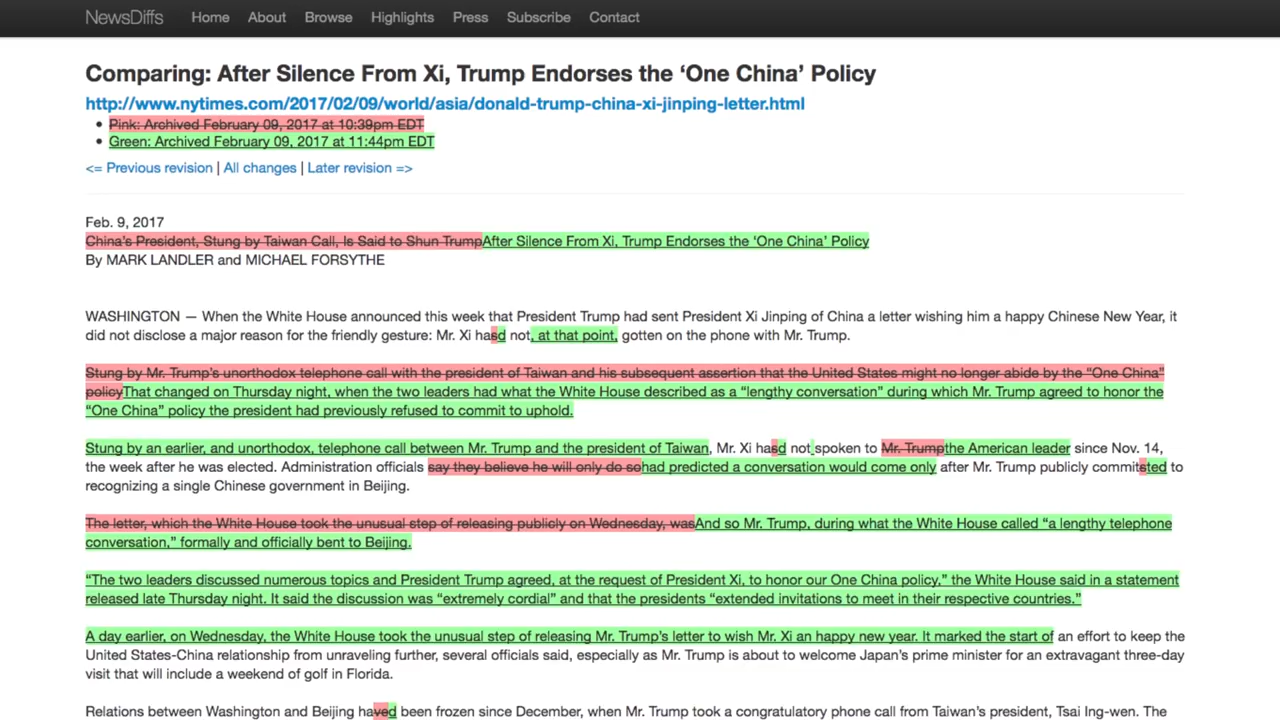 NewsDiffs Home About Browse Highlights Press Subscribe Contact
Comparing: After Silence From Xi, Trump Endorses the ‘One China’ Policy
http://www.nytimes.com/2017/02/09/world/asia/donald-trump-china-xi-jinping-letter.html
• Pink: Archived February 09, 2017 at 10:39pm EDT
• Green: Archived February 09, 2017 at 11:44pm EDT
<= Previous revision | All changes | Later revision =>
Feb. 9, 2017
China's President, Stung by Taiwan Call, Is Said to Shun TrumpAfter Silence From Xi, Trump Endorses the ‘One China’ Policy
By MARK LANDLER and MICHAEL FORSYTHE
WASHINGTON — When the White House announced this week that President Trump had sent President Xi Jinping of China a letter wishing him a happy Chinese New Year, it
did not disclose a major reason for the friendly gesture: Mr. Xi hasd not, at that point, gotten on the phone with Mr. Trump.
Stung by Mr. Trump’s unorthodox telephone call with the president of Taiwan and his subsequent assertion that the United States might no longer abide by the “One China”
policyThat changed on Thursday night, when the two leaders had what the White House described as a “lengthy conversation” during which Mr. Trump agreed to honor the
“One China” policy the president had previously refused to commit to uphold.
Stung by an earlier, and unorthodox, telephone call between Mr. Trump and the president of Taiwan, Mr. Xi hasd not spoken to Mr. Trumpthe American leader since Nov. 14,
the week after he was elected. Administration officials say they believe he will only do sohad predicted a conversation would come only after Mr. Trump publicly commitsted to
recognizing a single Chinese government in Beijing.
The letter, which the White House took the unusual step of releasing publicly on Wednesday, wasAnd so Mr. Trump, during what the White House called “a lengthy telephone
conversation,” formally and officially bent to Beijing.
“The two leaders discussed numerous topics and President Trump agreed, at the request of President Xi, to honor our One China policy,” the White House said in a statement
released late Thursday night. It said the discussion was “extremely cordial” and that the presidents “extended invitations to meet in their respective countries.”
A day earlier, on Wednesday, the White House took the unusual step of releasing Mr. Trump’s letter to wish Mr. Xi an happy new year. It marked the start of an effort to keep the
United States-China relationship from unraveling further, several officials said, especially as Mr. Trump is about to welcome Japan’s prime minister for an extravagant three-day
visit that will include a weekend of golf in Florida.
Relations between Washington and Beijing haved been frozen since December, when Mr. Trump took a congratulatory phone call from Taiwan’s president, Tsai Ing-wen. The